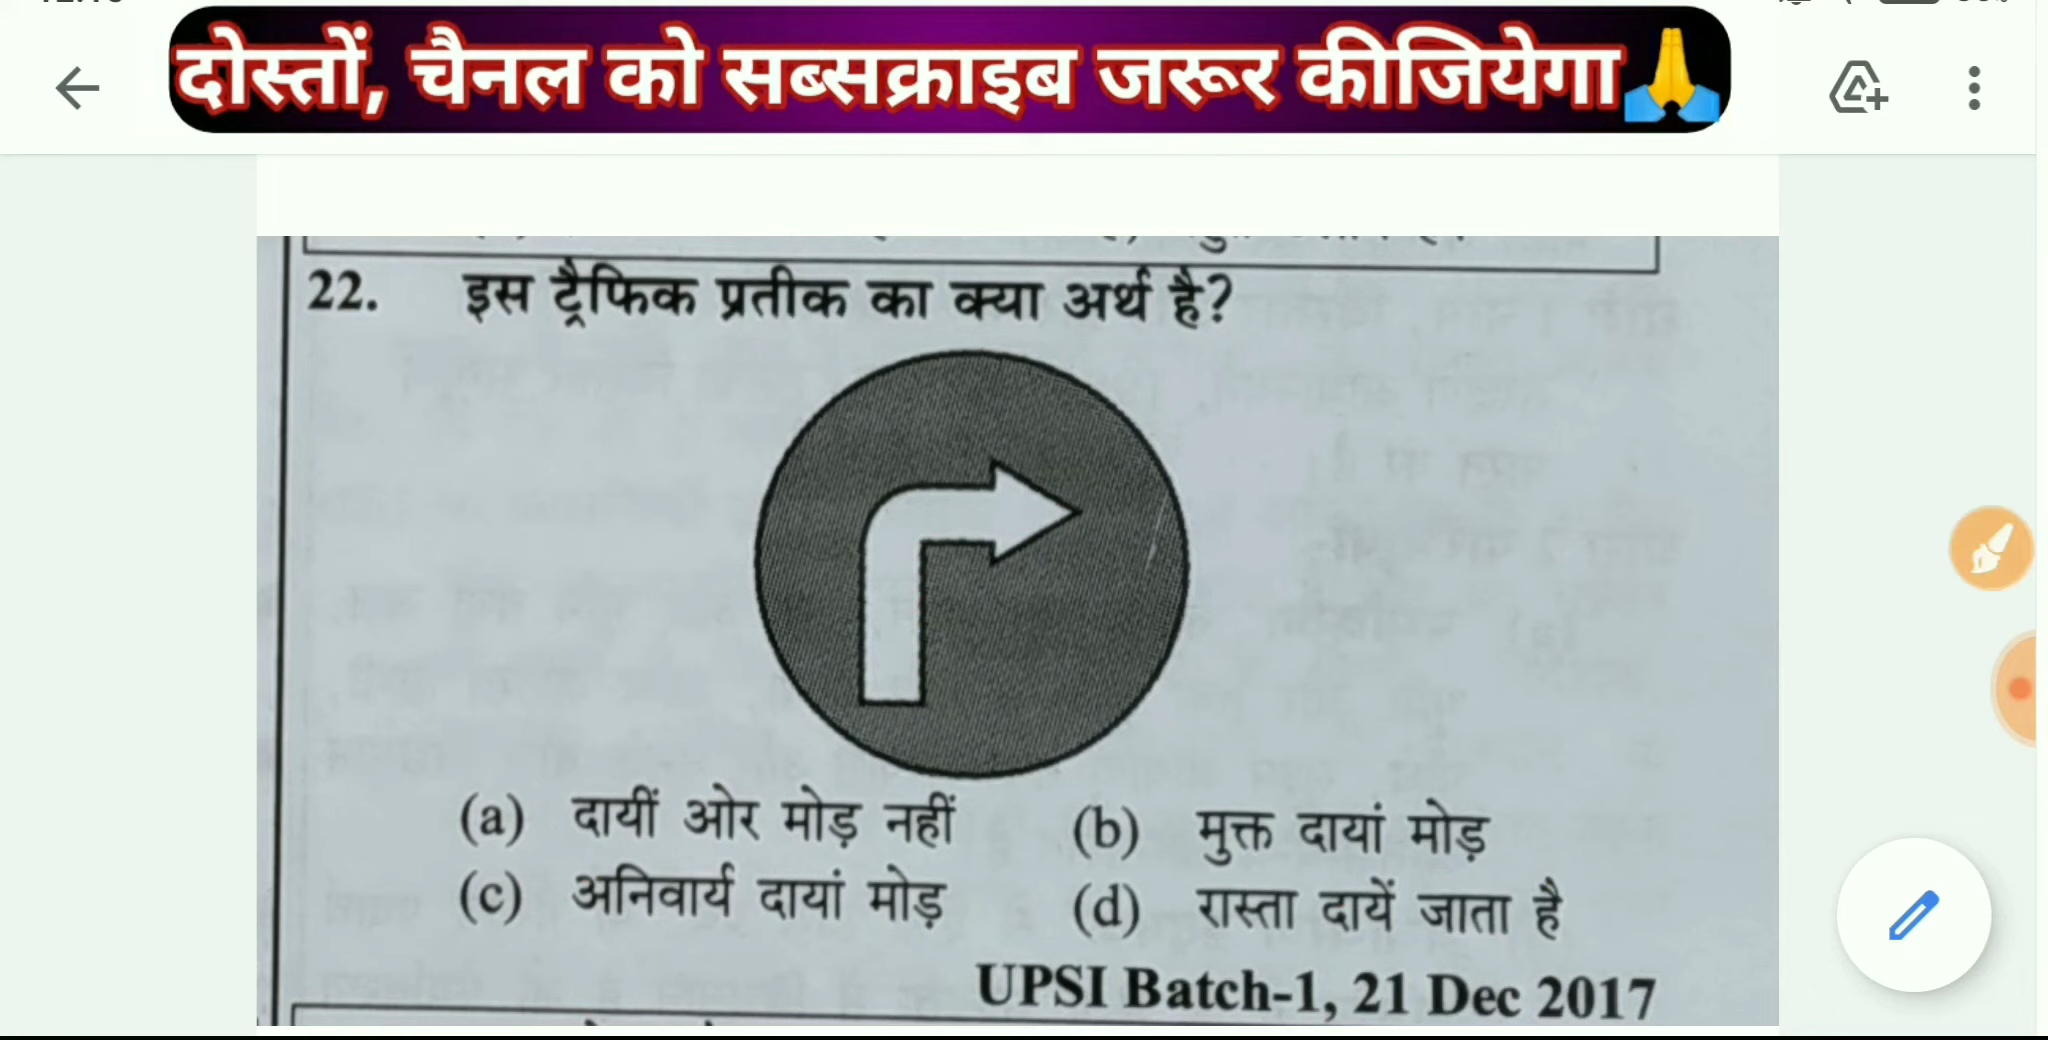 दोस्तों, चैनल को सब्सक्राइब जरूर कीजियेगा🙏
22. इस ट्रैफिक प्रतीक का क्या अर्थ है?
(a) दायीं ओर मोड़ नहीं (b) मुक्त दायां मोड़
(c) अनिवार्य दायां मोड़ (d) रास्ता दायें जाता है
UPSI Batch-1, 21 Dec 2017